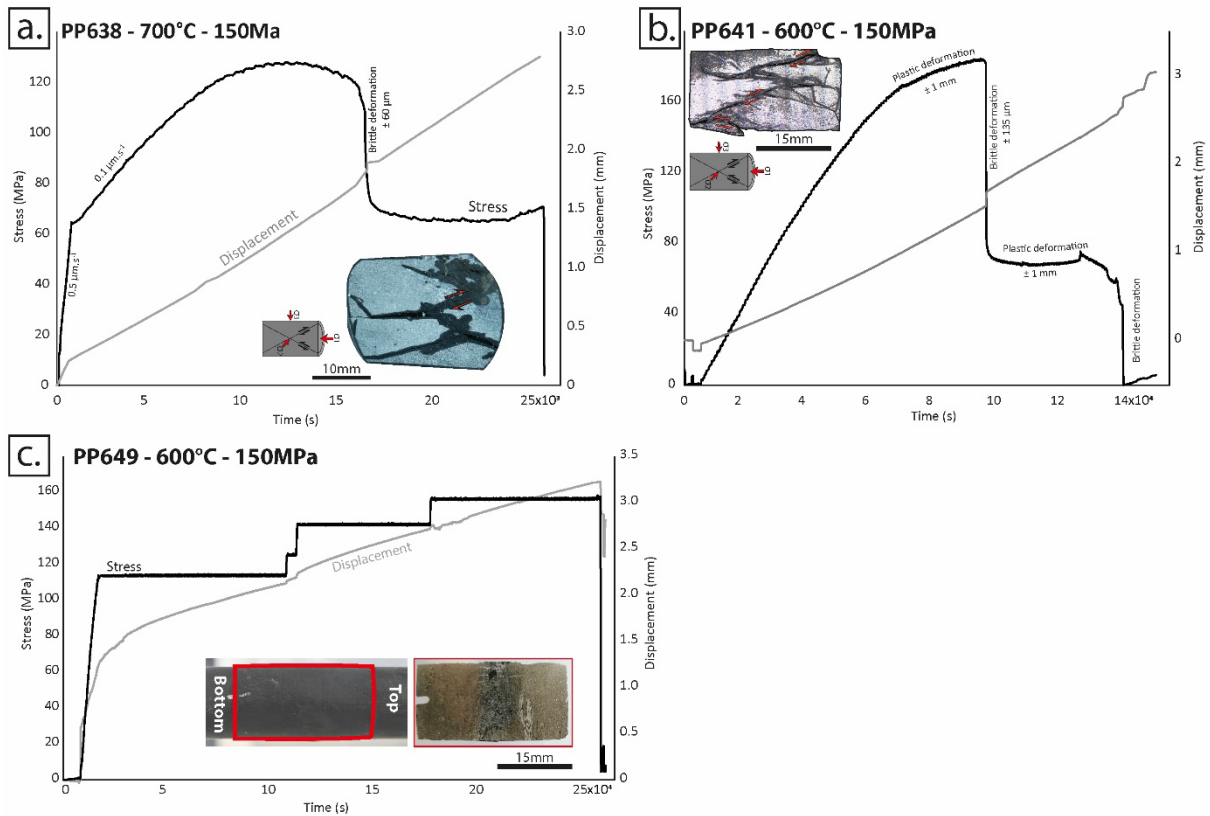 a. PP638 - 700°C - 150Ma
Stress (MPa)
120
100
80
60
40
20
0
0.5 µm.s⁻¹
0.1 µm.s⁻¹
Brittle deformation
± 60 µm
Displacement
Stress
σ3
σ1
σ2
10mm
3.0
2.5
2.0
1.5
1.0
0.5
0
Displacement (mm)
0 5 10 15 20 25x10³
Time (s)
b. PP641 - 600°C - 150MPa
Stress (MPa)
160
120
80
40
0
15mm
σ3
σ1
σ2
Plastic deformation
± 1 mm
Brittle deformation
± 135 µm
Plastic deformation
± 1 mm
Brittle deformation
3
2
1
0
Displacement (mm)
0 2 4 6 8 10 12 14x10⁴
Time (s)
c. PP649 - 600°C - 150MPa
Stress (MPa)
160
140
120
100
80
60
40
20
0
Stress
Displacement
Bottom
Top
15mm
3.5
3.0
2.5
2.0
1.5
1.0
0.5
0
Displacement (mm)
0 5 10 15 20 25x10⁴
Time (s)